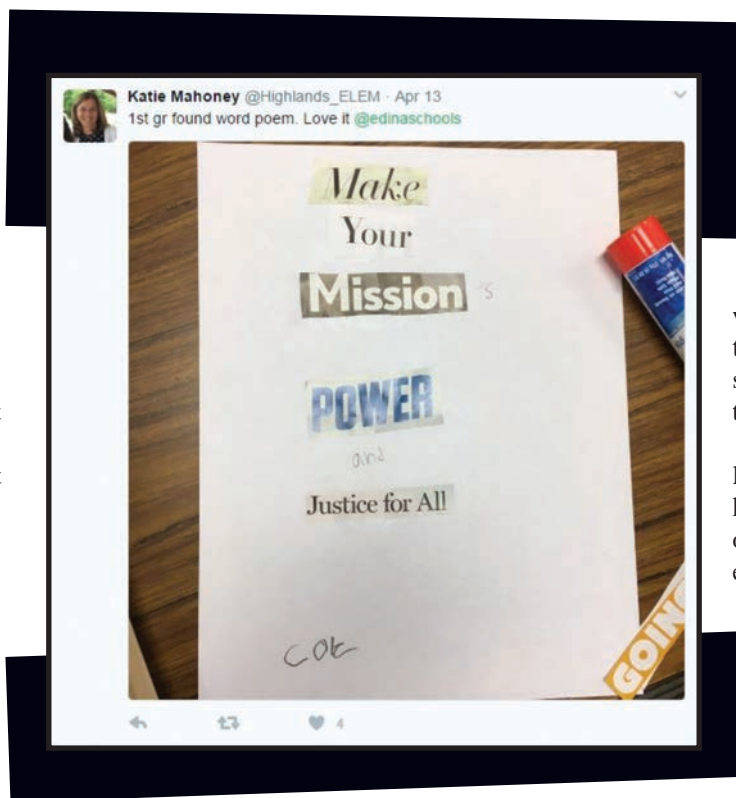 Katie Mahoney @Highlands_ELEM · Apr 13
1st gr found word poem. Love it @edinaschools
Make
Your
Mission's
POWER
and
Justice for All
GOING
4